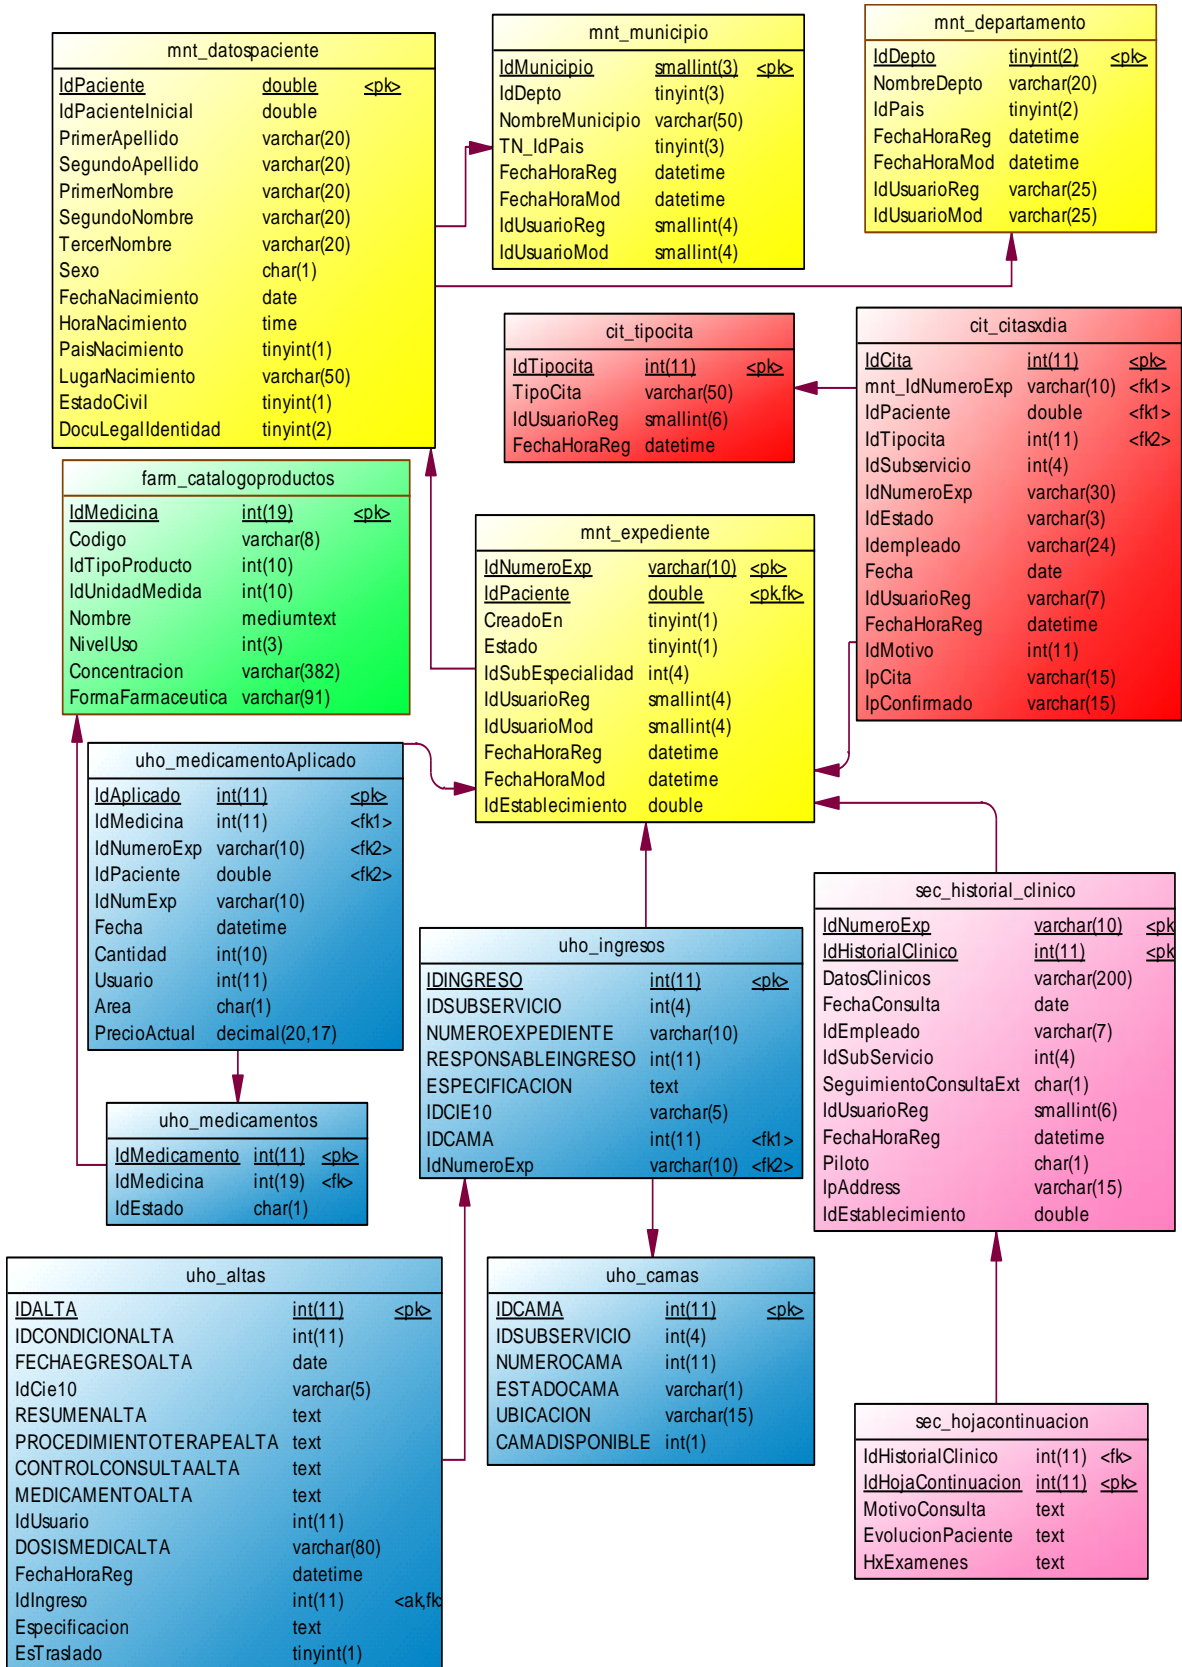 mnt_datospaciente
IdPaciente double <pk>
IdPacienteInicial double
PrimerApellido varchar(20)
SegundoApellido varchar(20)
PrimerNombre varchar(20)
SegundoNombre varchar(20)
TercerNombre varchar(20)
Sexo char(1)
FechaNacimiento date
HoraNacimiento time
PaisNacimiento tinyint(1)
LugarNacimiento varchar(50)
EstadoCivil tinyint(1)
DocuLegalIdentidad tinyint(2)
mnt_municipio
IdMunicipio smallint(3) <pk>
IdDepto tinyint(3)
NombreMunicipio varchar(50)
TN_IdPais tinyint(3)
FechaHoraReg datetime
FechaHoraMod datetime
IdUsuarioReg smallint(4)
IdUsuarioMod smallint(4)
mnt_departamento
IdDepto tinyint(2) <pk>
NombreDepto varchar(20)
IdPais tinyint(2)
FechaHoraReg datetime
FechaHoraMod datetime
IdUsuarioReg varchar(25)
IdUsuarioMod varchar(25)
cit_tipocita
IdTipocita int(11) <pk>
TipoCita varchar(50)
IdUsuarioReg smallint(6)
FechaHoraReg datetime
cit_citasxdia
IdCita int(11) <pk>
mnt_IdNumeroExp varchar(10) <fk1>
IdPaciente double <fk1>
IdTipocita int(11) <fk2>
IdSubservicio int(4)
IdNumeroExp varchar(30)
IdEstado varchar(3)
Idempleado varchar(24)
Fecha date
IdUsuarioReg varchar(7)
FechaHoraReg datetime
IdMotivo int(11)
IpCita varchar(15)
IpConfirmado varchar(15)
farm_catalogoproductos
IdMedicina int(19) <pk>
Codigo varchar(8)
IdTipoProducto int(10)
IdUnidadMedida int(10)
Nombre mediumtext
NivelUso int(3)
Concentracion varchar(382)
FormaFarmaceutica varchar(91)
mnt_expediente
IdNumeroExp varchar(10) <pk>
IdPaciente double <pk,fk>
CreadoEn tinyint(1)
Estado tinyint(1)
IdSubEspecialidad int(4)
IdUsuarioReg smallint(4)
IdUsuarioMod smallint(4)
FechaHoraReg datetime
FechaHoraMod datetime
IdEstablecimiento double
uho_medicamentoAplicado
IdAplicado int(11) <pk>
IdMedicina int(11) <fk1>
IdNumeroExp varchar(10) <fk2>
IdPaciente double <fk2>
IdNumExp varchar(10)
Fecha datetime
Cantidad int(10)
Usuario int(11)
Area char(1)
PrecioActual decimal(20,17)
uho_ingresos
IDINGRESO int(11) <pk>
IDSUBSERVICIO int(4)
NUMEROEXPEDIENTE varchar(10)
RESPONSABLEINGRESO int(11)
ESPECIFICACION text
IDCIE10 varchar(5)
IDCAMA int(11) <fk1>
IdNumeroExp varchar(10) <fk2>
sec_historial_clinico
IdNumeroExp varchar(10) <pk
IdHistorialClinico int(11) <pk
DatosClinicos varchar(200)
FechaConsulta date
IdEmpleado varchar(7)
IdSubServicio int(4)
SeguimientoConsultaExt char(1)
IdUsuarioReg smallint(6)
FechaHoraReg datetime
Piloto char(1)
IpAddress varchar(15)
IdEstablecimiento double
uho_medicamentos
IdMedicamento int(11) <pk>
IdMedicina int(19) <fk>
IdEstado char(1)
uho_altas
IDALTA int(11) <pk>
IDCONDICIONALTA int(11)
FECHAEGRESOALTA date
IdCie10 varchar(5)
RESUMENALTA text
PROCEDIMIENTOTERAPEALTA text
CONTROLCONSULTAALTA text
MEDICAMENTOALTA text
IdUsuario int(11)
DOSISMEDICALTA varchar(80)
FechaHoraReg datetime
IdIngreso int(11) <ak,fk
Especificacion text
EsTraslado tinyint(1)
uho_camas
IDCAMA int(11) <pk>
IDSUBSERVICIO int(4)
NUMEROCAMA int(11)
ESTADOCAMA varchar(1)
UBICACION varchar(15)
CAMADISPONIBLE int(1)
sec_hojacontinuacion
IdHistorialClinico int(11) <fk>
IdHojaContinuacion int(11) <pk>
MotivoConsulta text
EvolucionPaciente text
HxExamenes text